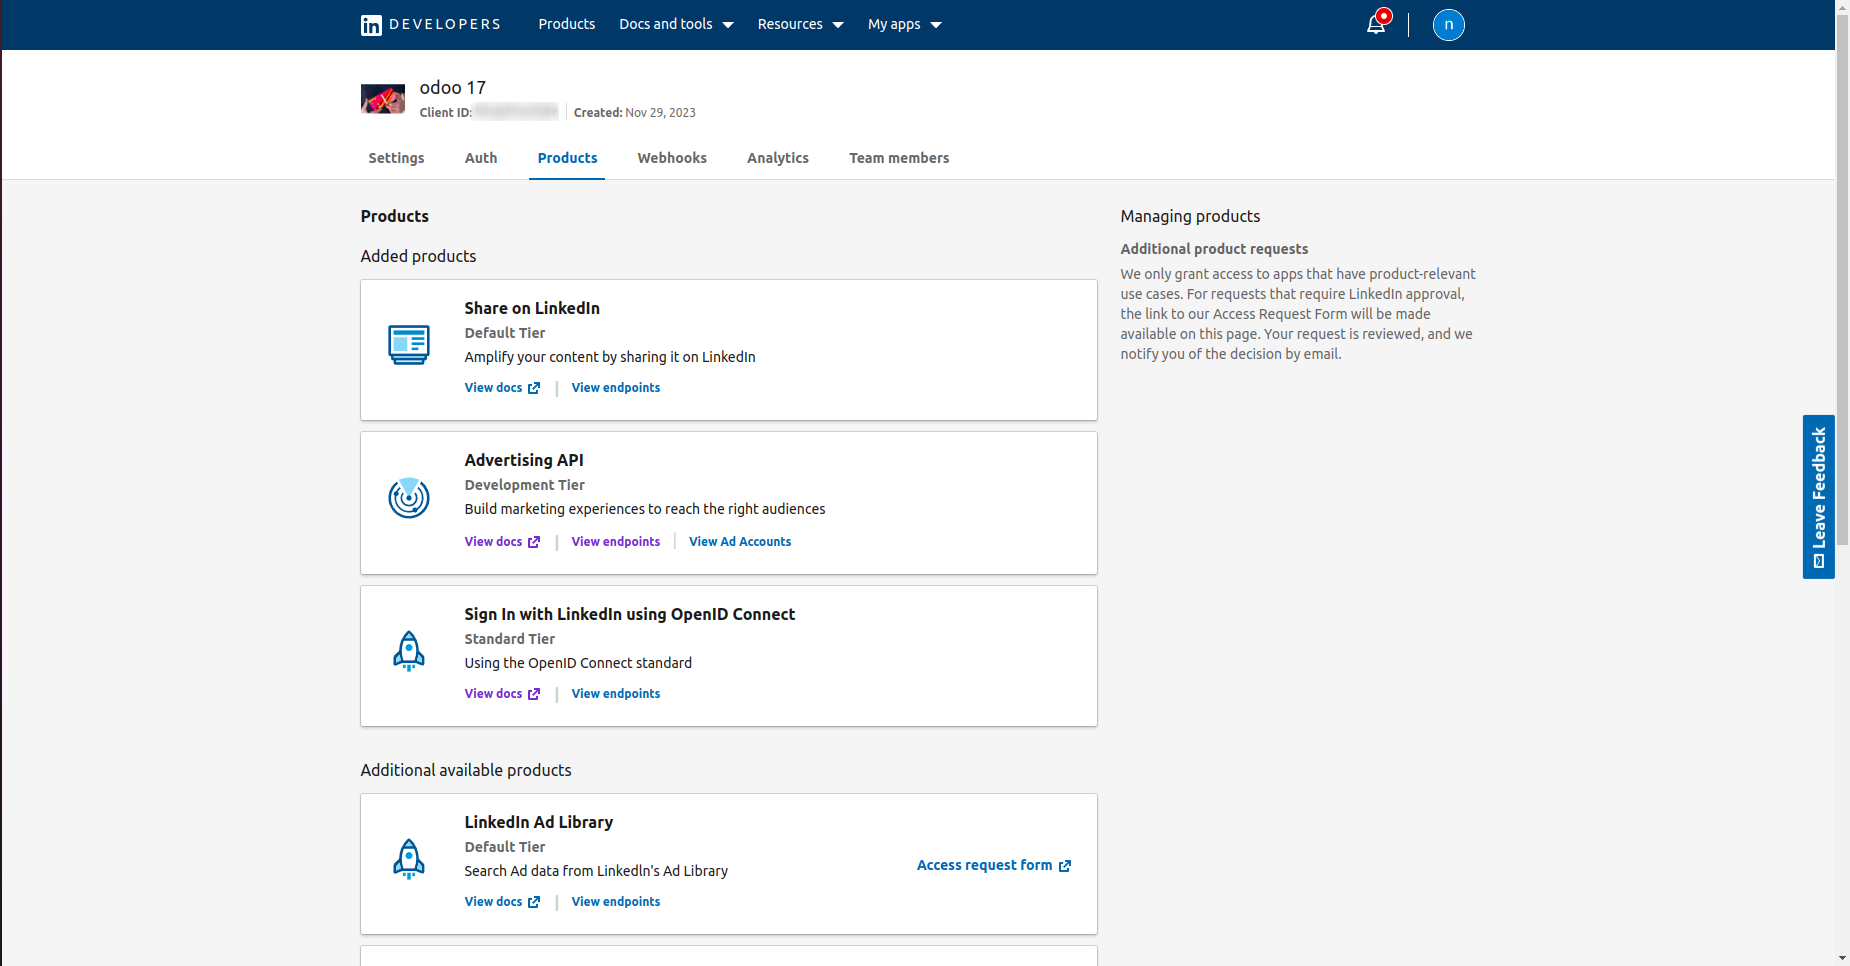 in DEVELOPERS Products Docs and tools Resources My apps n
odoo 17
Client ID: Created: Nov 29, 2023
Settings Auth Products Webhooks Analytics Team members
Products
Added products
Share on LinkedIn
Default Tier
Amplify your content by sharing it on LinkedIn
View docs | View endpoints
Advertising API
Development Tier
Build marketing experiences to reach the right audiences
View docs | View endpoints | View Ad Accounts
Sign In with LinkedIn using OpenID Connect
Standard Tier
Using the OpenID Connect standard
View docs | View endpoints
Additional available products
LinkedIn Ad Library
Default Tier
Search Ad data from LinkedIn's Ad Library
Access request form
View docs | View endpoints
Managing products
Additional product requests
We only grant access to apps that have product-relevant
use cases. For requests that require LinkedIn approval,
the link to our Access Request Form will be made
available on this page. Your request is reviewed, and we
notify you of the decision by email.
Leave Feedback